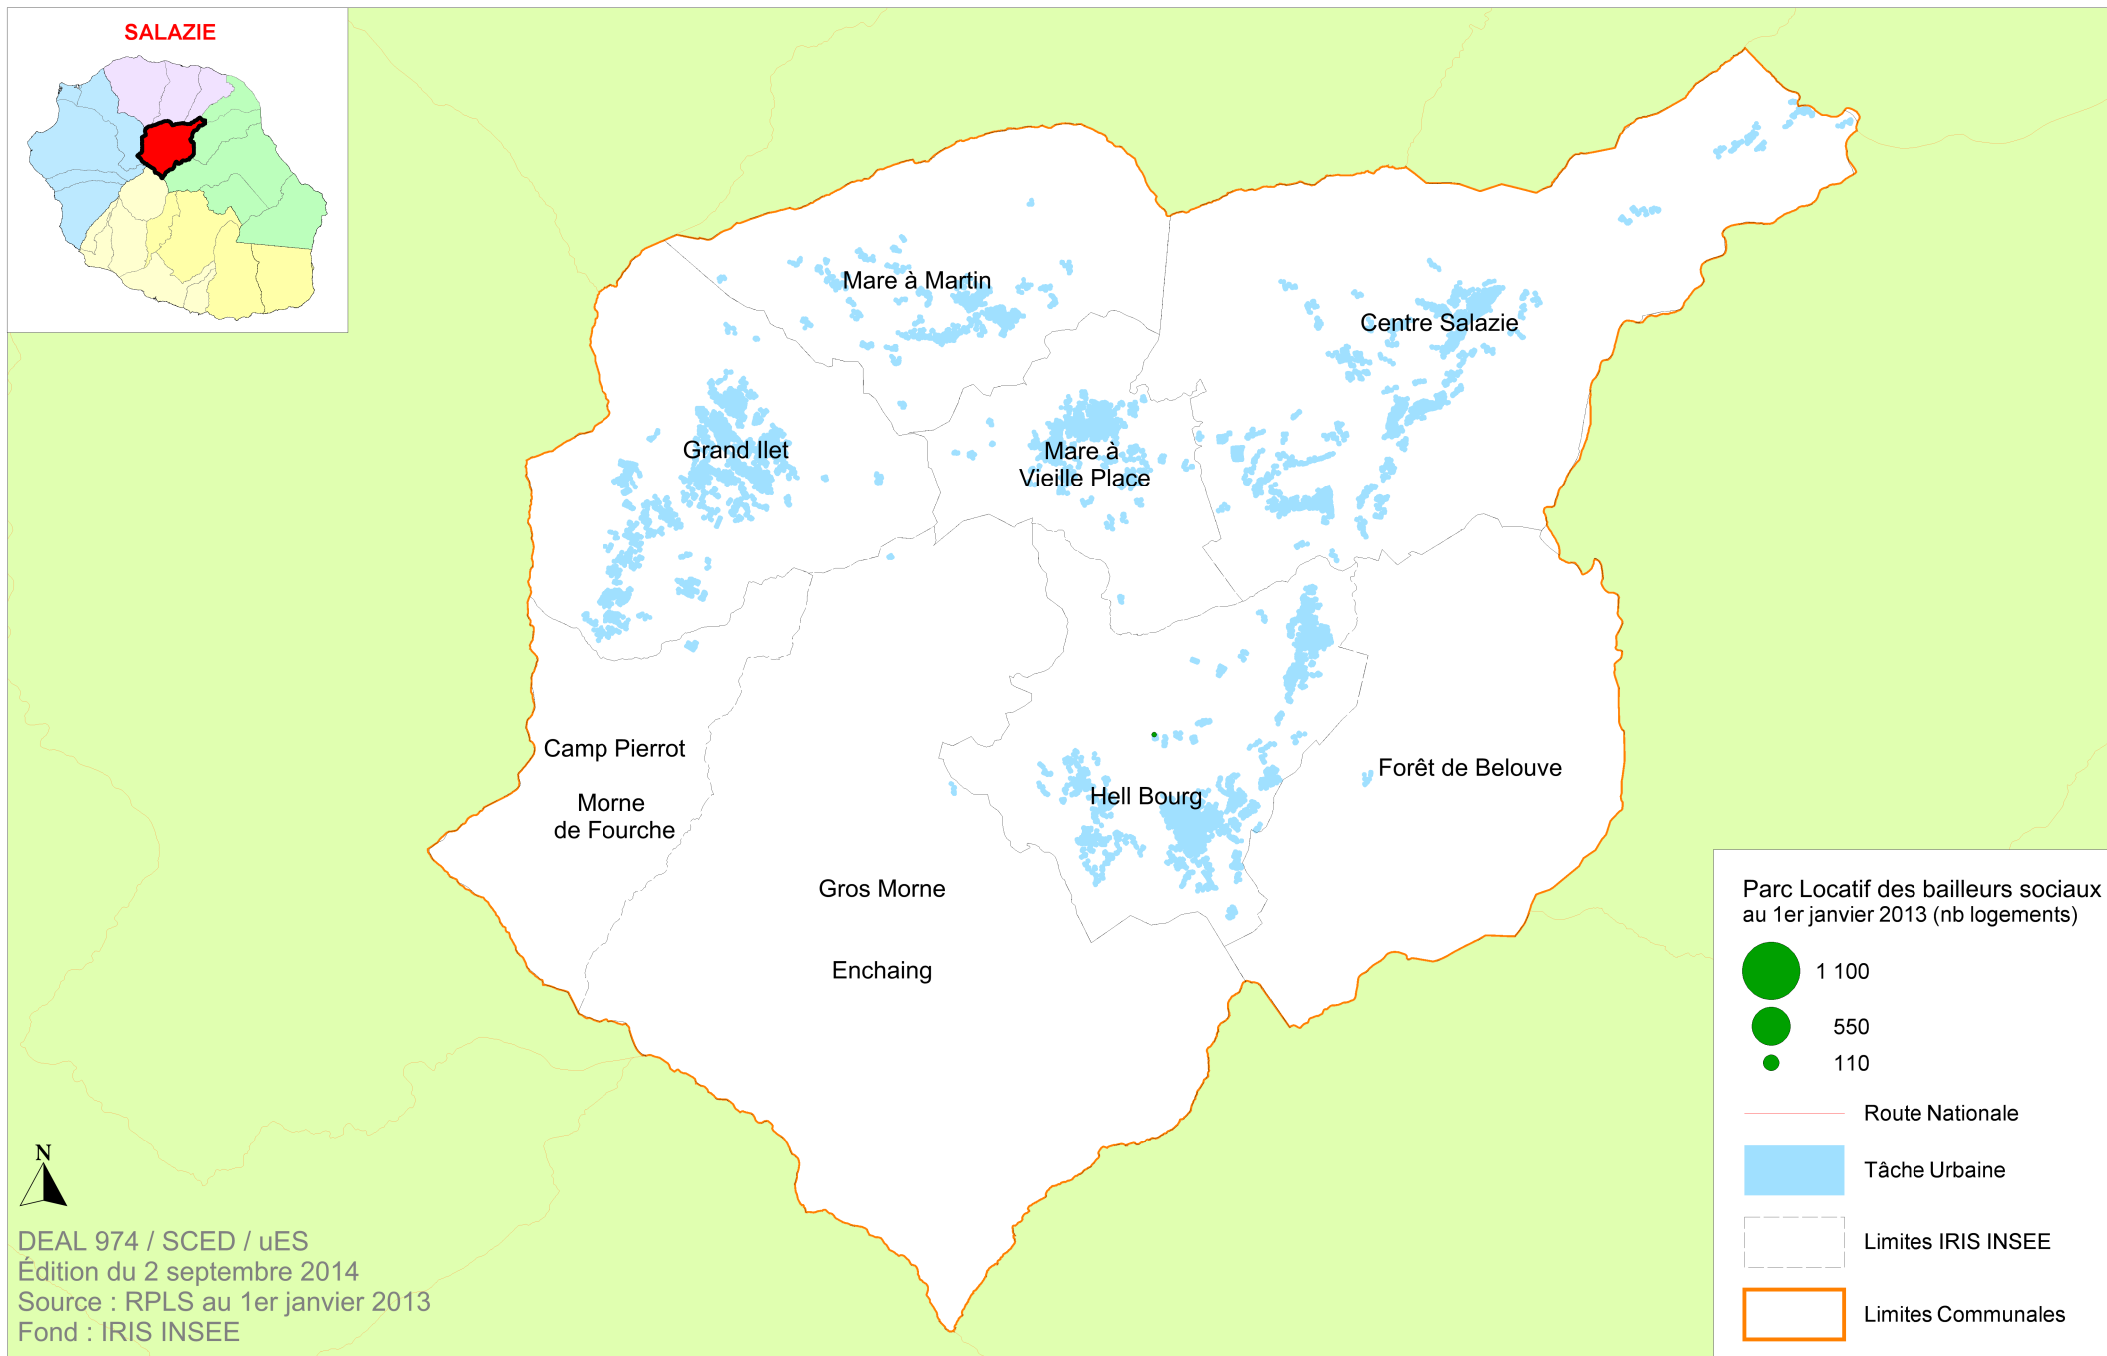 SALAZIE
Mare à Martin
Centre Salazie
Grand Ilet
Mare à
Vieille Place
Camp Pierrot
Morne
de Fourche
Forêt de Belouve
Hell Bourg
Gros Morne
Enchaing
Parc Locatif des bailleurs sociaux
au 1er janvier 2013 (nb logements)
1 100
550
110
Route Nationale
Tâche Urbaine
Limites IRIS INSEE
Limites Communales
N
DEAL 974 / SCED / uES
Édition du 2 septembre 2014
Source : RPLS au 1er janvier 2013
Fond : IRIS INSEE